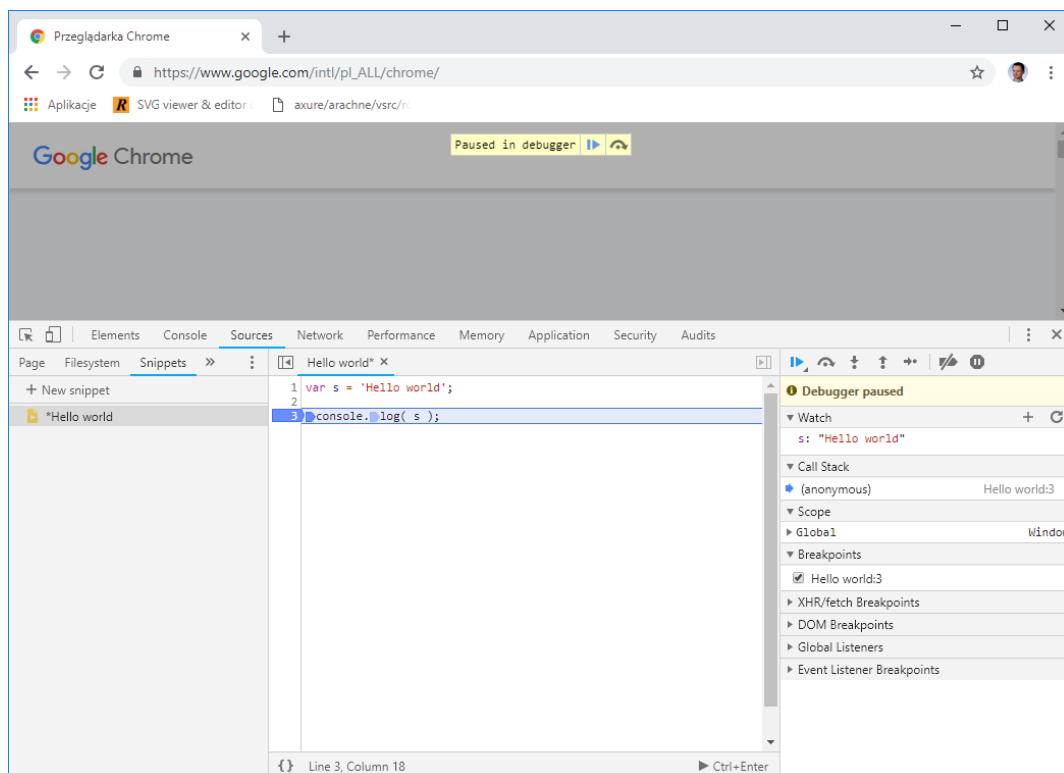 Przeglądarka Chrome
https://www.google.com/intl/pl_ALL/chrome/
Aplikacje SVG viewer & editor axure/arachne/vsrc/
Google Chrome
Paused in debugger
Elements Console Sources Network Performance Memory Application Security Audits
Page Filesystem Snippets » Hello world* ×
+ New snippet
*Hello world
1 var s = 'Hello world';
2
3 console.log( s );
{} Line 3, Column 18 Ctrl+Enter
Debugger paused
Watch
s: "Hello world"
Call Stack
(anonymous) Hello world:3
Scope
Global Window
Breakpoints
Hello world:3
XHR/fetch Breakpoints
DOM Breakpoints
Global Listeners
Event Listener Breakpoints